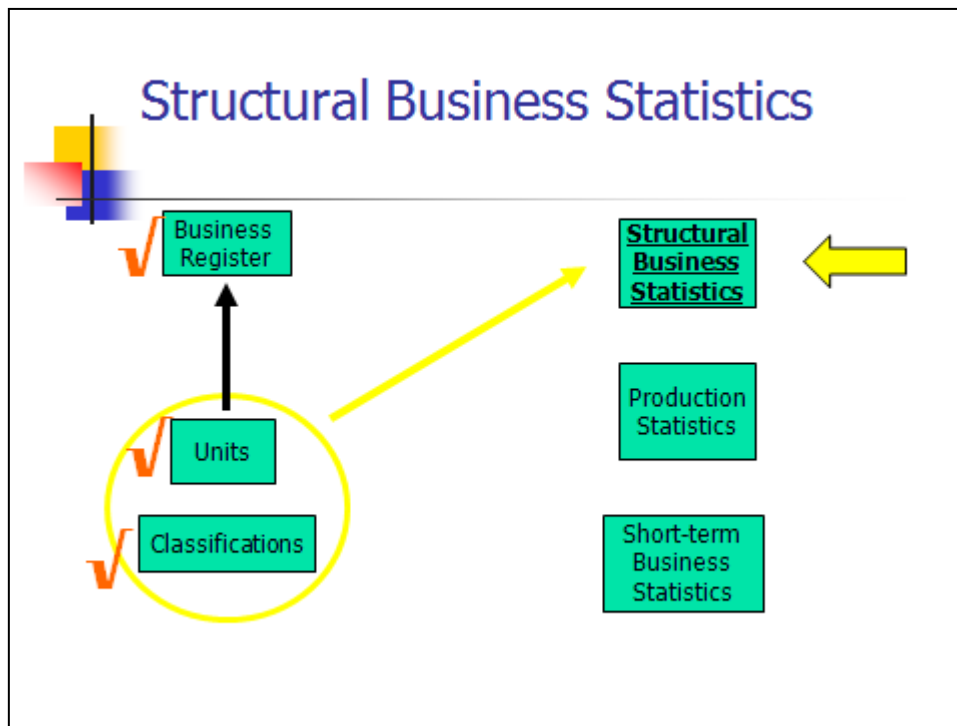 Structural Business Statistics
Business
Register
Structural
Business
Statistics
Production
Statistics
Units
Classifications
Short-term
Business
Statistics